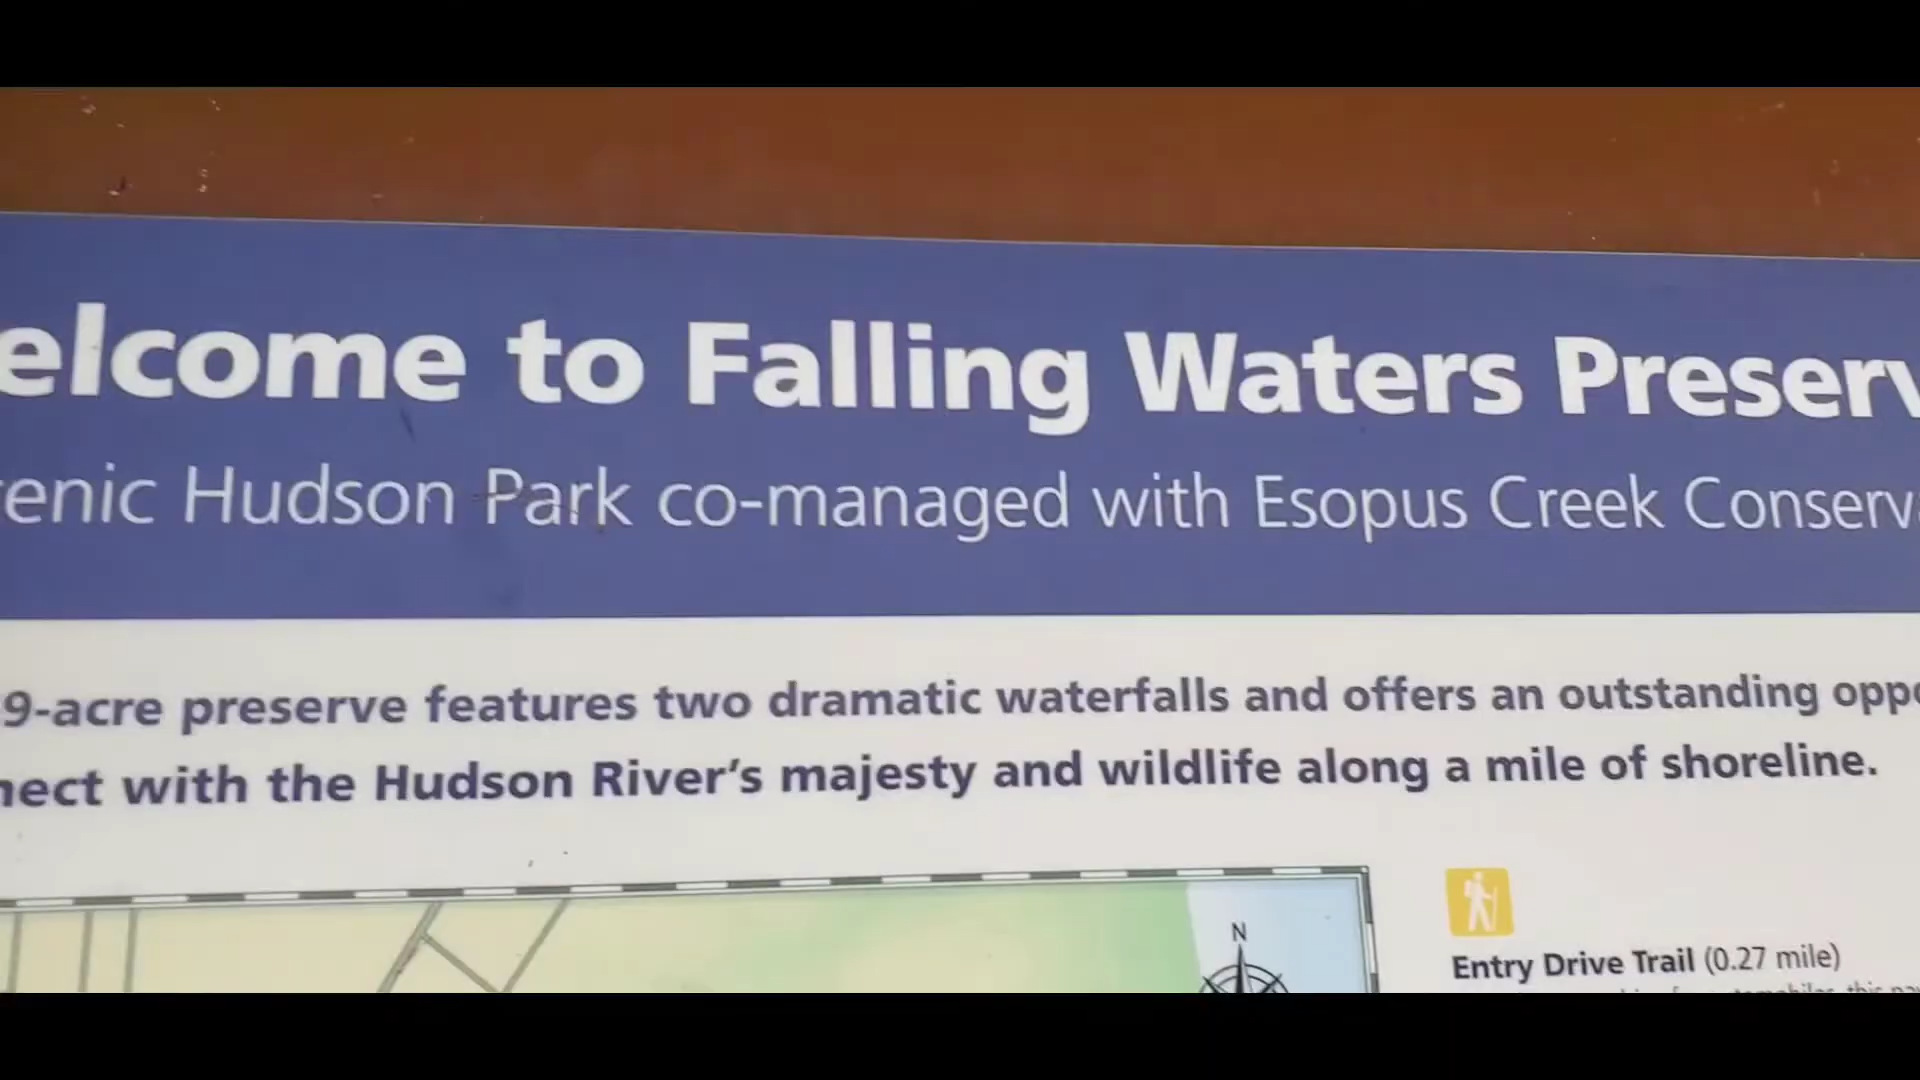 elcome to Falling Waters Preserv
enic Hudson Park co-managed with Esopus Creek Conserv
9-acre preserve features two dramatic waterfalls and offers an outstanding oppo
nect with the Hudson River's majesty and wildlife along a mile of shoreline.
N
Entry Drive Trail (0.27 mile)